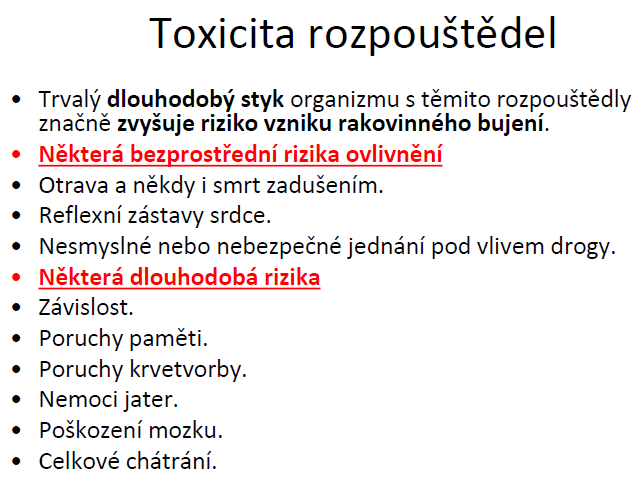 Toxicita rozpouštědel
• Trvalý dlouhodobý styk organizmu s těmito rozpouštědly
značně zvyšuje riziko vzniku rakovinného bujení.
• Některá bezprostřední rizika ovlivnění
• Otrava a někdy i smrt zadušením.
• Reflexní zástavy srdce.
• Nesmyslné nebo nebezpečné jednání pod vlivem drogy.
• Některá dlouhodobá rizika
• Závislost.
• Poruchy paměti.
• Poruchy krvetvorby.
• Nemoci jater.
• Poškození mozku.
• Celkové chátrání.